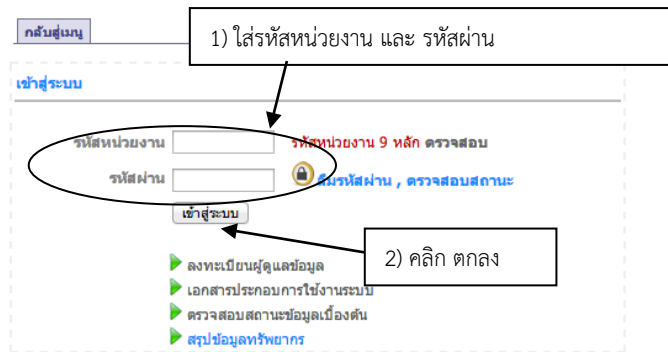 กลับสู่เมนู
1) ใส่รหัสหน่วยงาน และ รหัสผ่าน
เข้าสู่ระบบ
รหัสหน่วยงาน รหัสหน่วยงาน 9 หลัก ตรวจสอบ
รหัสผ่าน ลืมรหัสผ่าน , ตรวจสอบสถานะ
เข้าสู่ระบบ
2) คลิก ตกลง
ลงทะเบียนผู้ดูแลข้อมูล
เอกสารประกอบการใช้งานระบบ
ตรวจสอบสถานะข้อมูลเบื้องต้น
สรุปข้อมูลทรัพยากร